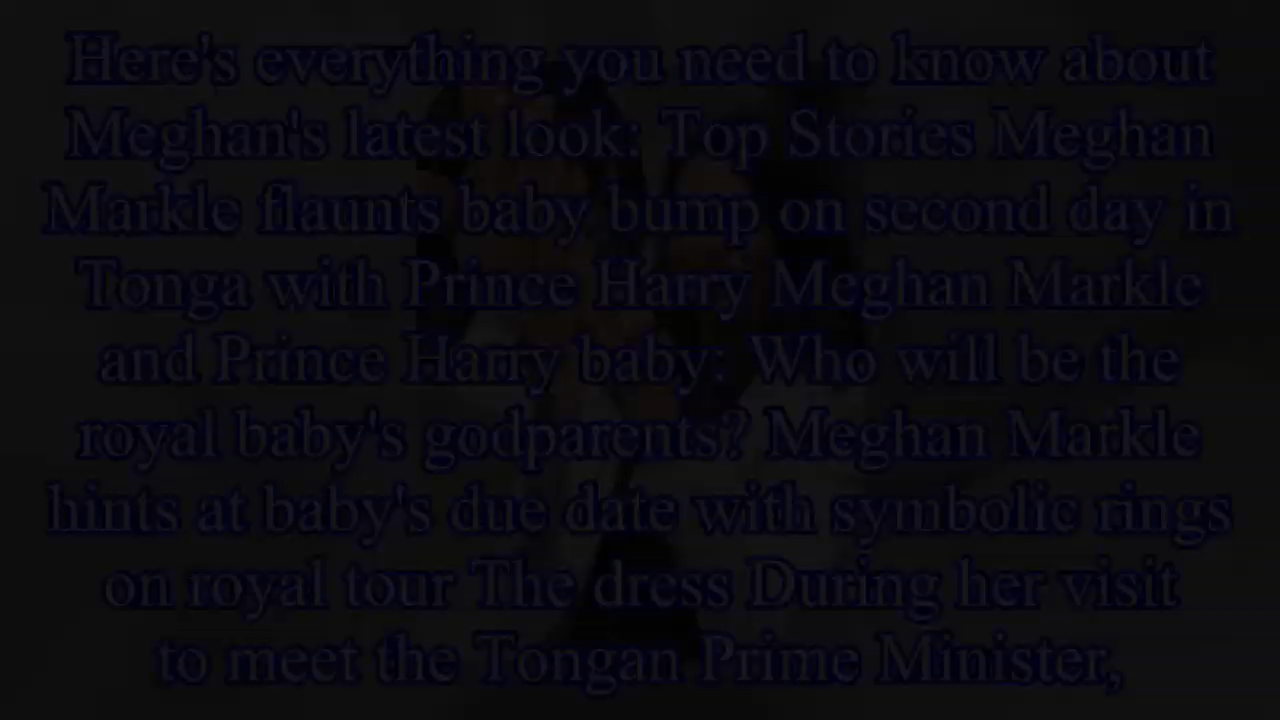 Here's everything you need to know about
Meghan's latest look: Top Stories Meghan
Markle flaunts baby bump on second day in
Tonga with Prince Harry Meghan Markle
and Prince Harry baby: Who will be the
royal baby's godparents? Meghan Markle
hints at baby's due date with symbolic rings
on royal tour The dress During her visit
to meet the Tongan Prime Minister,